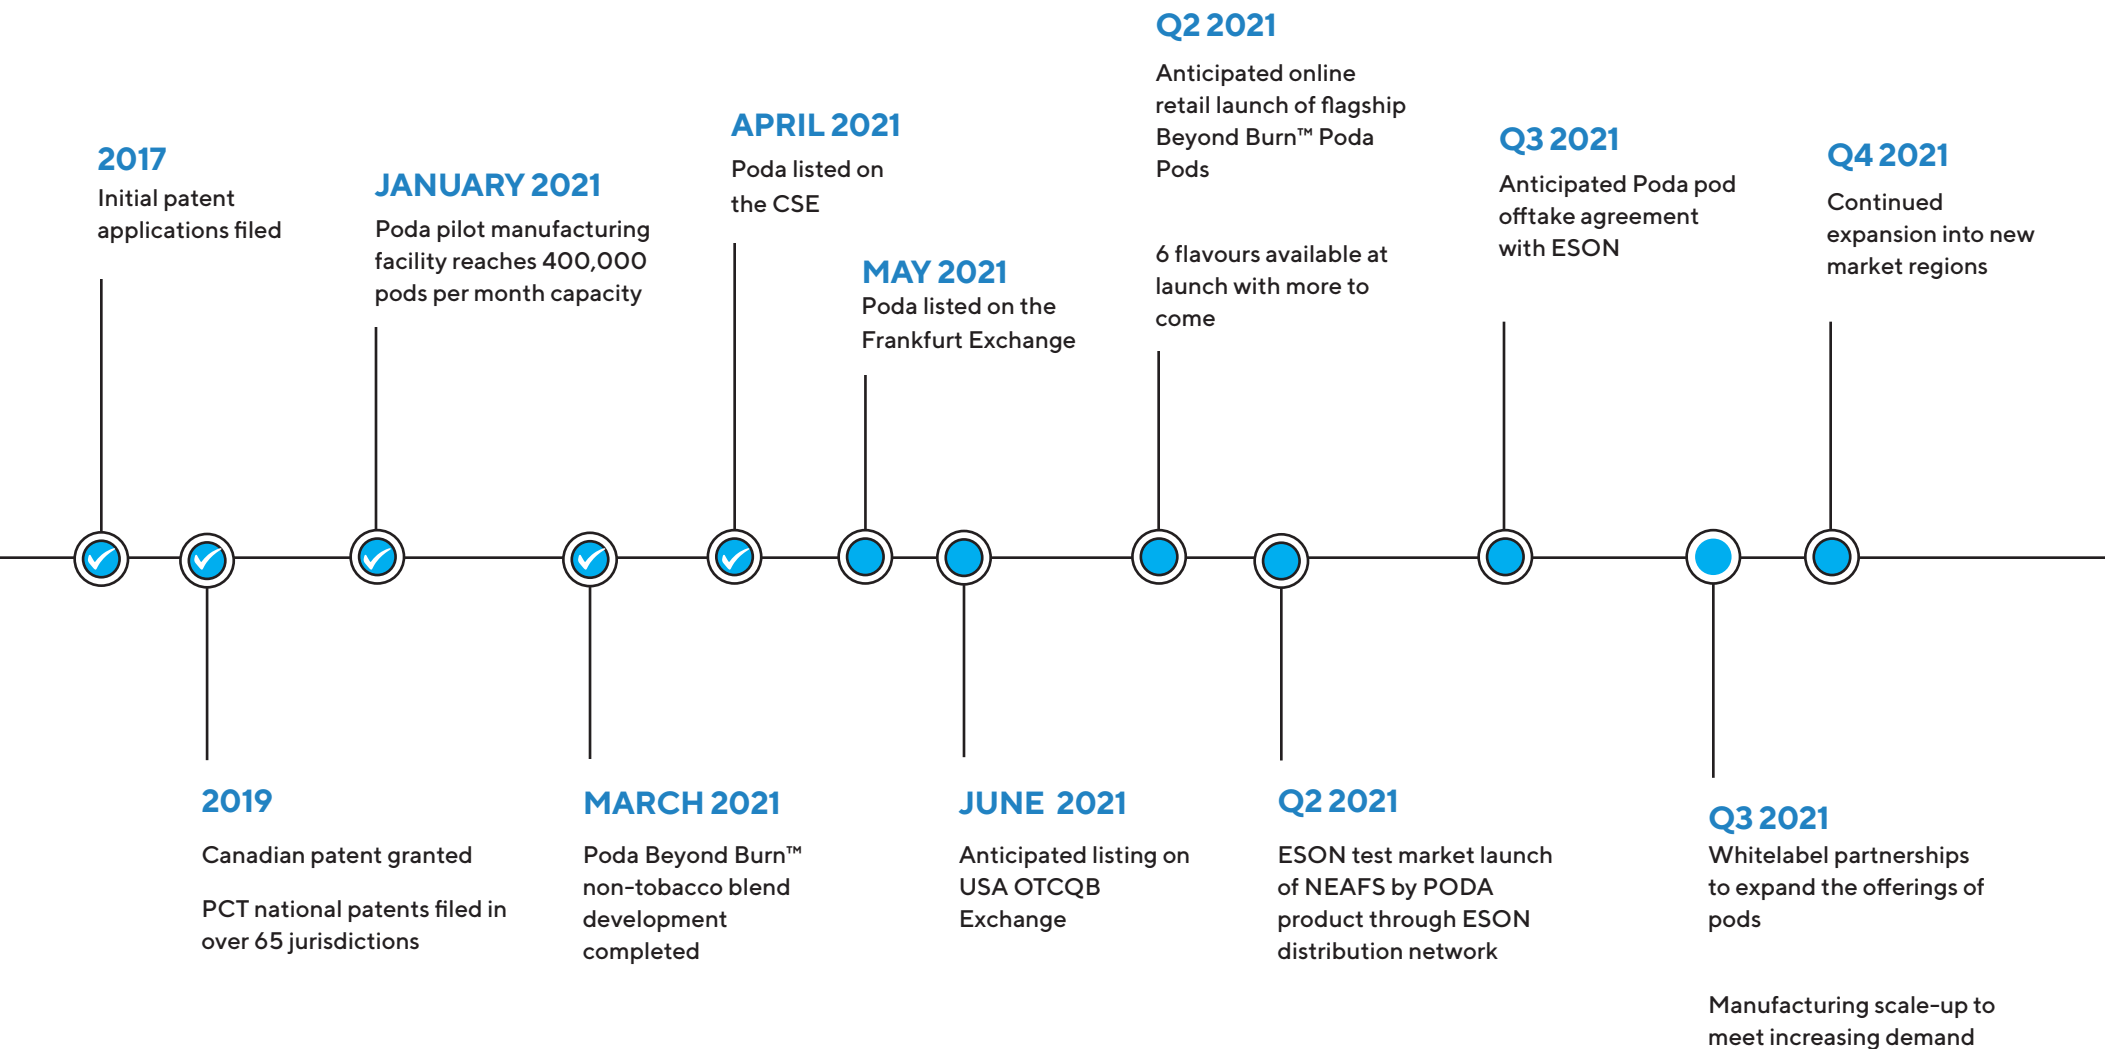 2017
Initial patent
applications filed
2019
Canadian patent granted
PCT national patents filed in
over 65 jurisdictions
JANUARY 2021
Poda pilot manufacturing
facility reaches 400,000
pods per month capacity
MARCH 2021
Poda Beyond Burn™
non-tobacco blend
development
completed
APRIL 2021
Poda listed on
the CSE
MAY 2021
Poda listed on the
Frankfurt Exchange
JUNE 2021
Anticipated listing on
USA OTCQB
Exchange
Q2 2021
Anticipated online
retail launch of flagship
Beyond Burn™ Poda
Pods
6 flavours available at
launch with more to
come
Q2 2021
ESON test market launch
of NEAFS by PODA
product through ESON
distribution network
Q3 2021
Anticipated Poda pod
offtake agreement
with ESON
Q3 2021
Whitelabel partnerships
to expand the offerings of
pods
Manufacturing scale-up to
meet increasing demand
Q4 2021
Continued
expansion into new
market regions